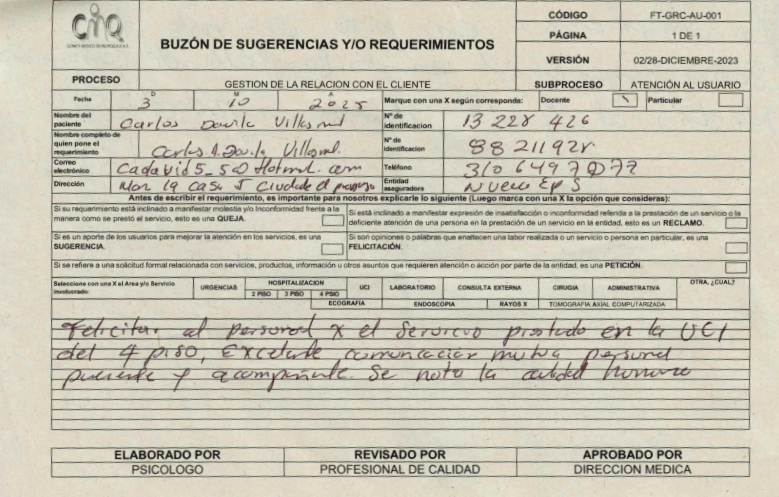 CMQ
BUZÓN DE SUGERENCIAS Y/O REQUERIMIENTOS
CÓDIGO FT-GRC-AU-001
PÁGINA 1 DE 1
VERSIÓN 02/28-DICIEMBRE-2023
PROCESO GESTION DE LA RELACION CON EL CLIENTE SUBPROCESO ATENCIÓN AL USUARIO
Fecha D 3 M 10 A 2025 Marque con una X según corresponda: Docente Particular
Nombre del paciente Carlos Davila Nº de identificacion 13 228 426
Nombre completo de quien pone el requerimiento Carlos A. Davila Nº de identificacion
Correo electrónico Teléfono
Dirección Entidad aseguradora Nueva Eps
Antes de escribir el requerimiento, es importante para nosotros explicarle lo siguiente (Luego marca con una X la opción que consideras):
Si su requerimiento está inclinado a manifestar molestia y/o Inconformidad frente a la manera como se prestó el servicio, esto es una QUEJA.
Si está inclinado a manifestar expresión de insatisfacción o inconformidad referida a la prestación de un servicio o la deficiente atención de una persona en la prestación de un servicio en la entidad, esto es un RECLAMO.
Si es un aporte de los usuarios para mejorar la atención en los servicios, es una SUGERENCIA.
Si son opiniones o palabras que enaltecen una labor realizada o un servicio o persona en particular, es una FELICITACIÓN.
Si se refiere a una solicitud formal relacionada con servicios, productos, información u otros asuntos que requieren atención o acción por parte de la entidad, es una PETICIÓN.
Seleccione con una X el Area y/o Servicio involucrado: URGENCIAS HOSPITALIZACION UCI LABORATORIO CONSULTA EXTERNA CIRUGIA ADMINISTRATIVA OTRA, ¿CUAL?
2 PISO 3 PISO 4 PISO
ECOGRAFIA ENDOSCOPIA RAYOS X TOMOGRAFIA AXIAL COMPUTARIZADA
Felicitar al personal x el servicio prestado en la UCI
del 4 piso, Excelente comunicación mutua personal
paciente y acompañante. Se nota la calidad humana
ELABORADO POR REVISADO POR APROBADO POR
PSICOLOGO PROFESIONAL DE CALIDAD DIRECCION MEDICA